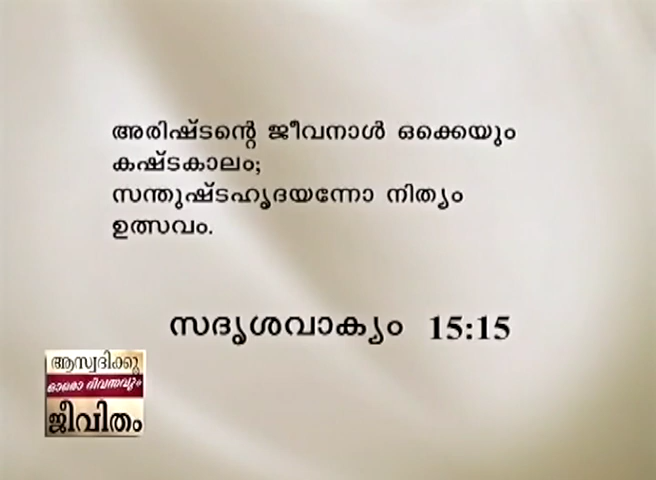 അരിഷ്ടന്റെ ജീവനാൾ ഒക്കെയും
കഷ്ടകാലം;
സന്തുഷ്ടഹൃദയന്നോ നിത്യം
ഉത്സവം.
സദൃശവാക്യം 15:15
ആസ്വദിക്കൂ
ഓരോ ദിവസവും
ജീവിതം